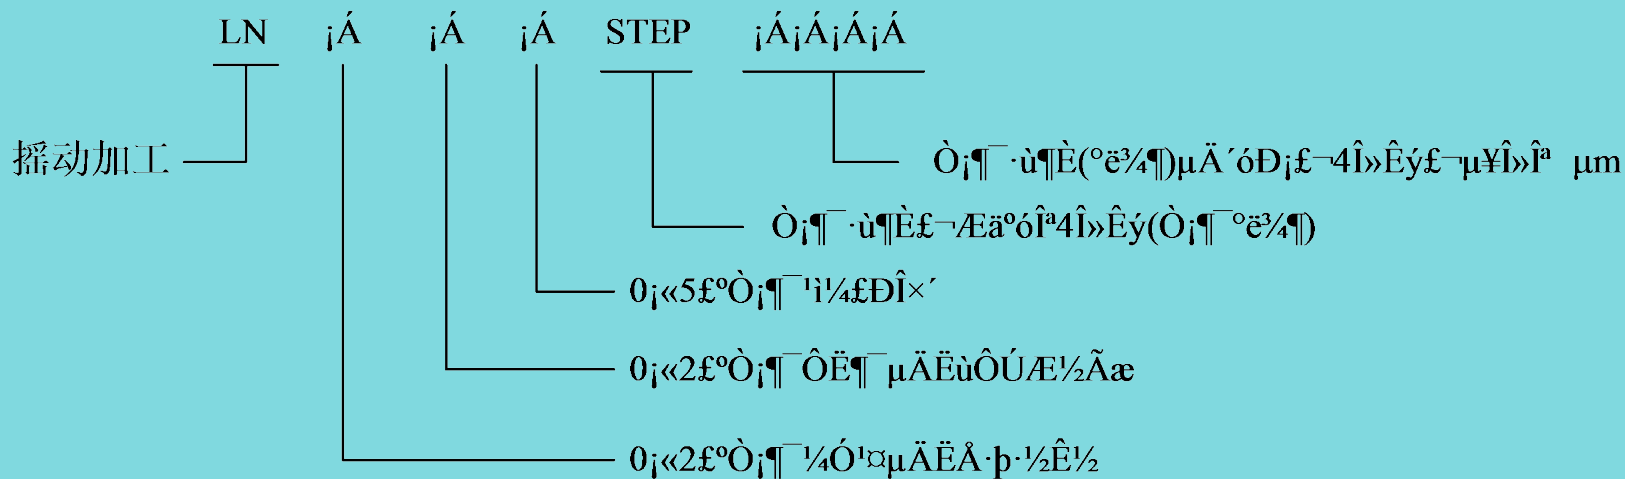 LN ¡Á ¡Á ¡Á STEP ¡Á¡Á¡Á¡Á
摇动加工
Ò¡¶¯·ù¶È(°ë¾¶)µÄ´óÐ¡£¬4Î»Êý£¬µ¥Î»Îª µm
Ò¡¶¯·ù¶È£¬ÆäºóÎª4Î»Êý(Ò¡¶¯°ë¾¶)
0¡«5£ºÒ¡¶¯¹ì¼£ÐÎ×´
0¡«2£ºÒ¡¶¯ÔË¶¯µÄËùÔÚÆ½Ãæ
0¡«2£ºÒ¡¶¯¼Ó¹¤µÄËÅ·þ·½Ê½